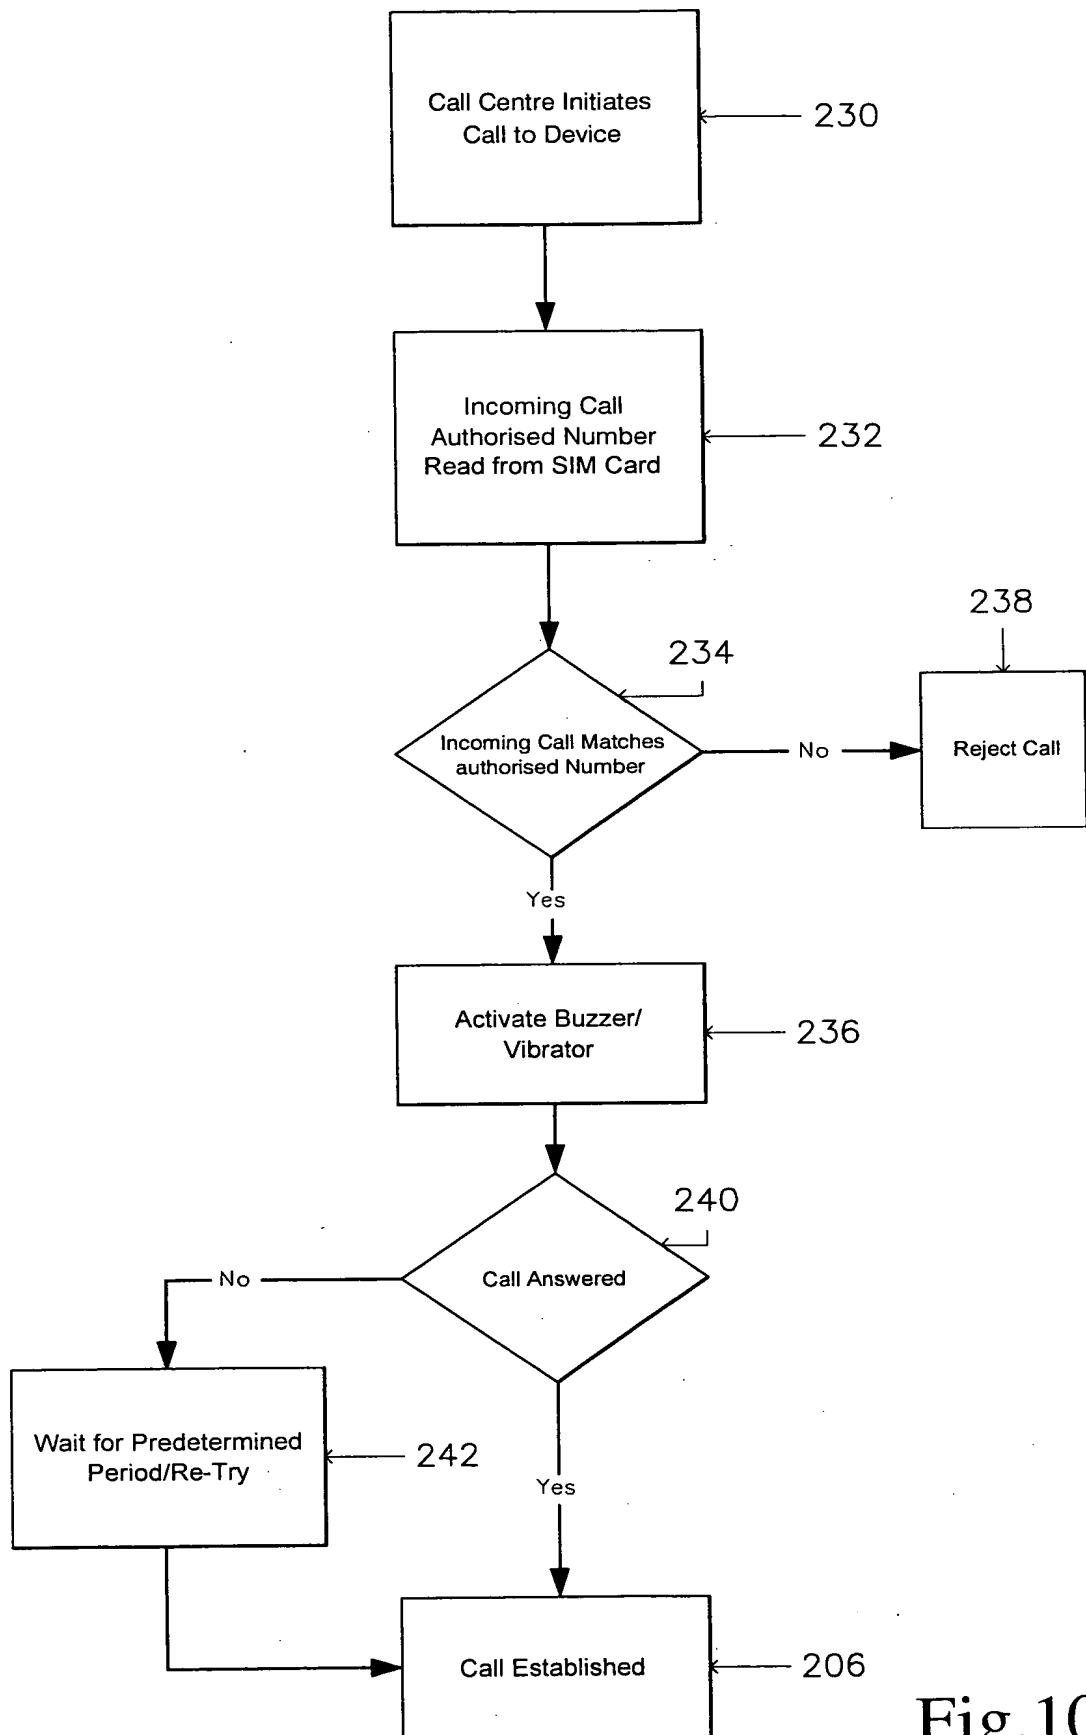 Call Centre Initiates
Call to Device
230
Incoming Call
Authorised Number
Read from SIM Card
232
238
234
Incoming Call Matches
authorised Number
No
Reject Call
Yes
Activate Buzzer/
Vibrator
236
240
Call Answered
No
Wait for Predetermined
Period/Re-Try
242
Yes
Call Established
206
Fig.10